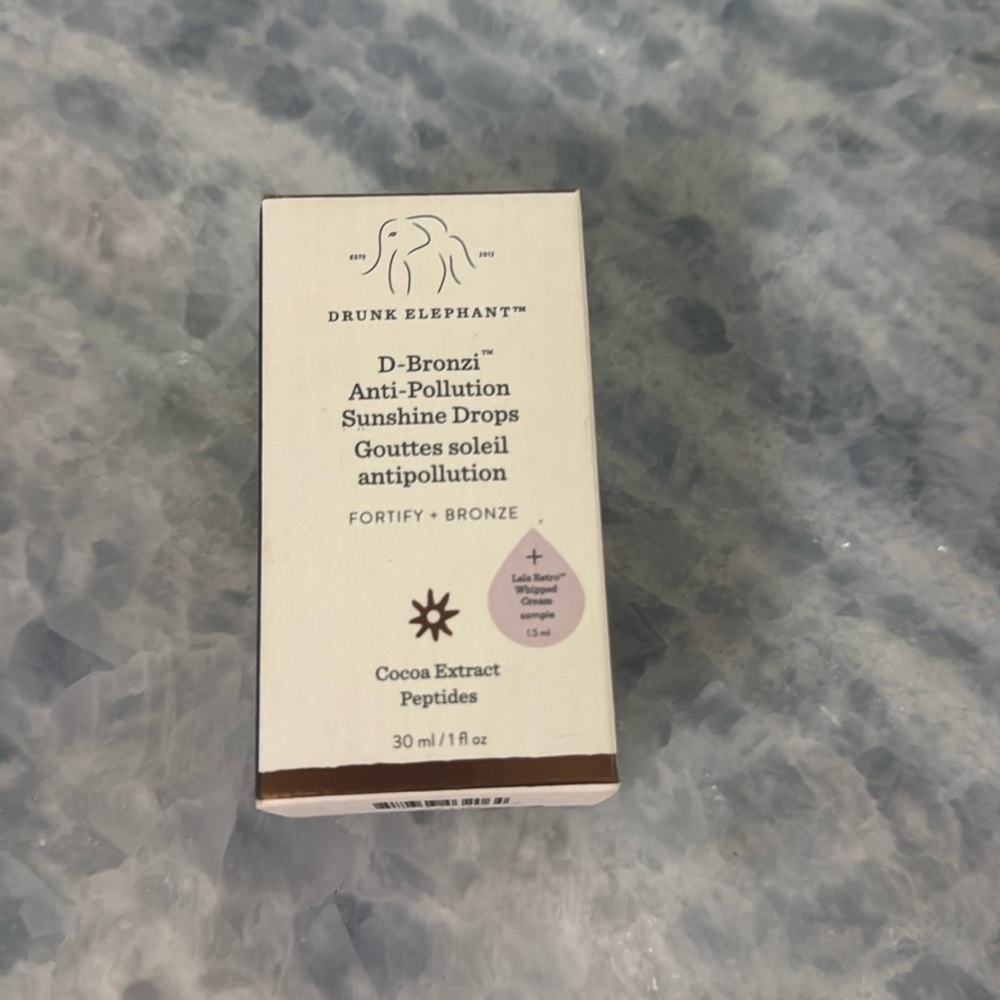 ESTD 2012
DRUNK ELEPHANT™
D-Bronzi™
Anti-Pollution
Sunshine Drops
Gouttes soleil
antipollution
FORTIFY + BRONZE
+
Lala Retro™
Whipped
Cream
sample
1.5 ml
Cocoa Extract
Peptides
30 ml / 1 fl oz